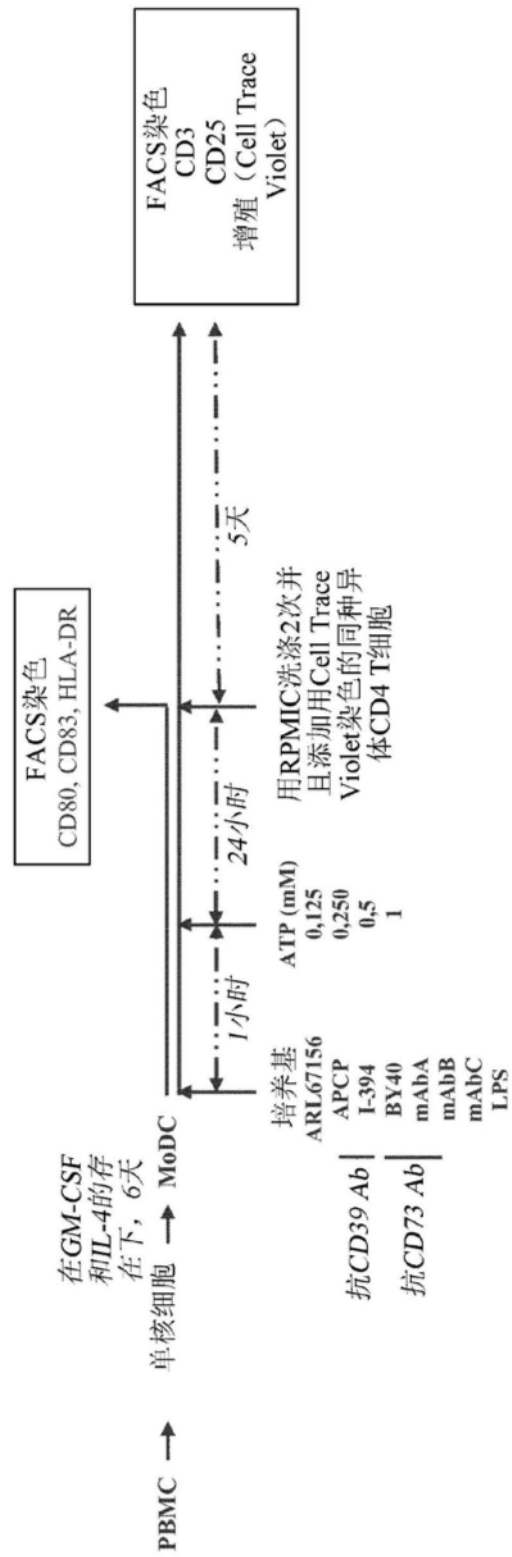 PBMC
单核细胞
MoDC
在GM-CSF
和IL-4的存
在下，6天
FACS染色
CD80, CD83, HLA-DR
1小时
24小时
5天
FACS染色
CD3
CD25
增殖（Cell Trace
Violet）
培养基
ARL67156
APCP
I-394
BY40
mAbA
mAbB
mAbC
LPS
抗CD39 Ab
抗CD73 Ab
ATP (mM)
0,125
0,250
0,5
1
用RPMIC洗涤2次并
且添加用Cell Trace
Violet染色的同种异
体CD4 T细胞